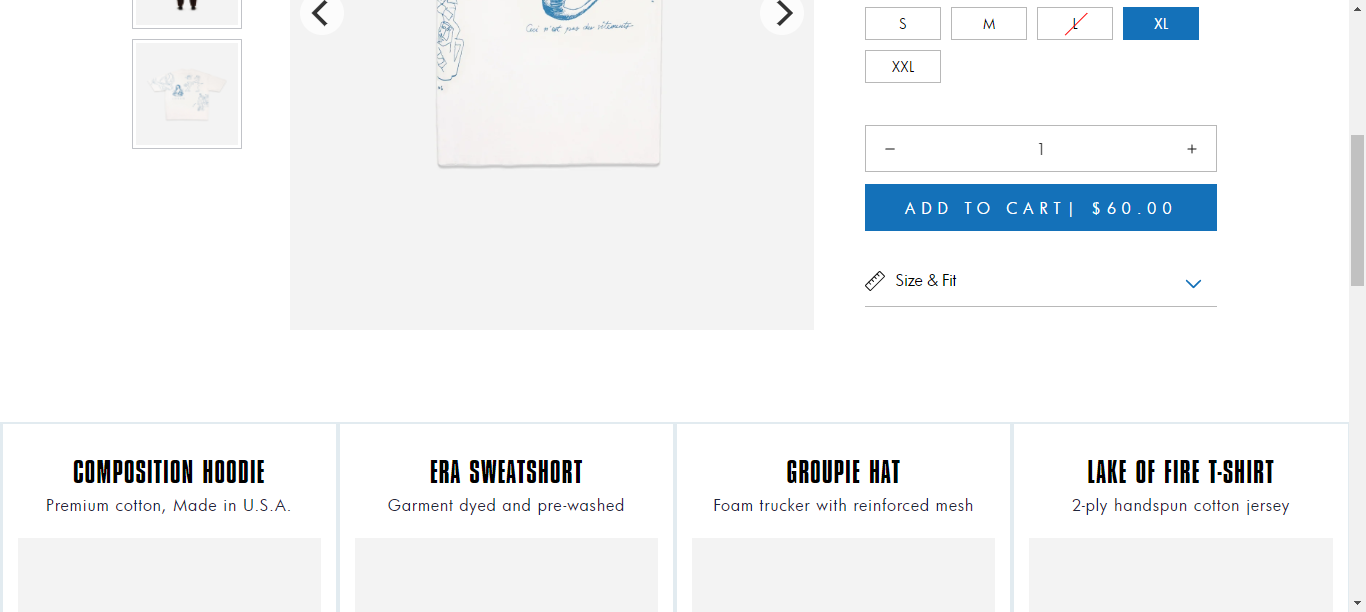 S
M
L
XL
XXL
Ceci n'est pas des vêtements
− 1 +
ADD TO CART| $60.00
Size & Fit
COMPOSITION HOODIE
Premium cotton, Made in U.S.A.
ERA SWEATSHORT
Garment dyed and pre-washed
GROUPIE HAT
Foam trucker with reinforced mesh
LAKE OF FIRE T-SHIRT
2-ply handspun cotton jersey